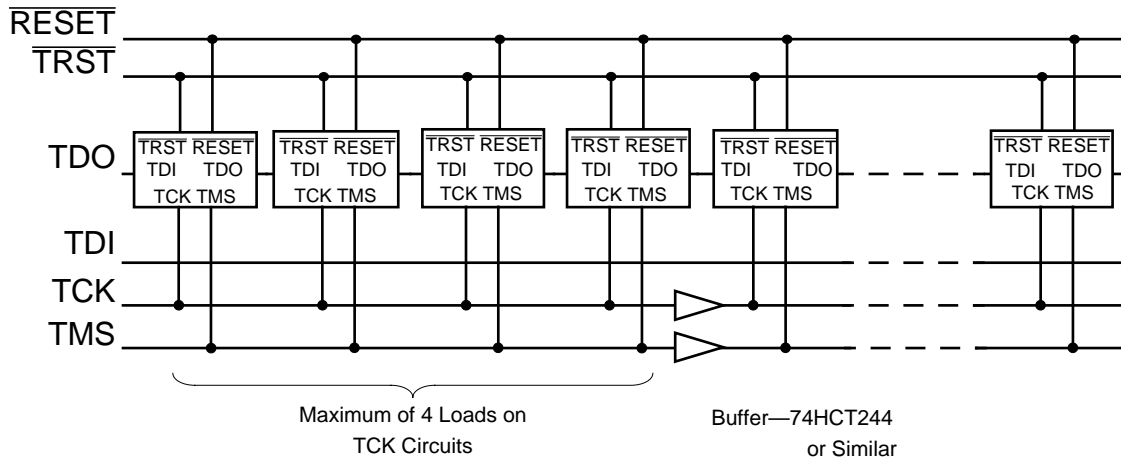 RESET
TRST
TRST RESET
TDI TDO
TCK TMS
TRST RESET
TDI TDO
TCK TMS
TRST RESET
TDI TDO
TCK TMS
TRST RESET
TDI TDO
TCK TMS
TRST RESET
TDI TDO
TCK TMS
TRST RESET
TDI TDO
TCK TMS
TDO
TDI
TCK
TMS
Maximum of 4 Loads on
TCK Circuits
Buffer—74HCT244
or Similar